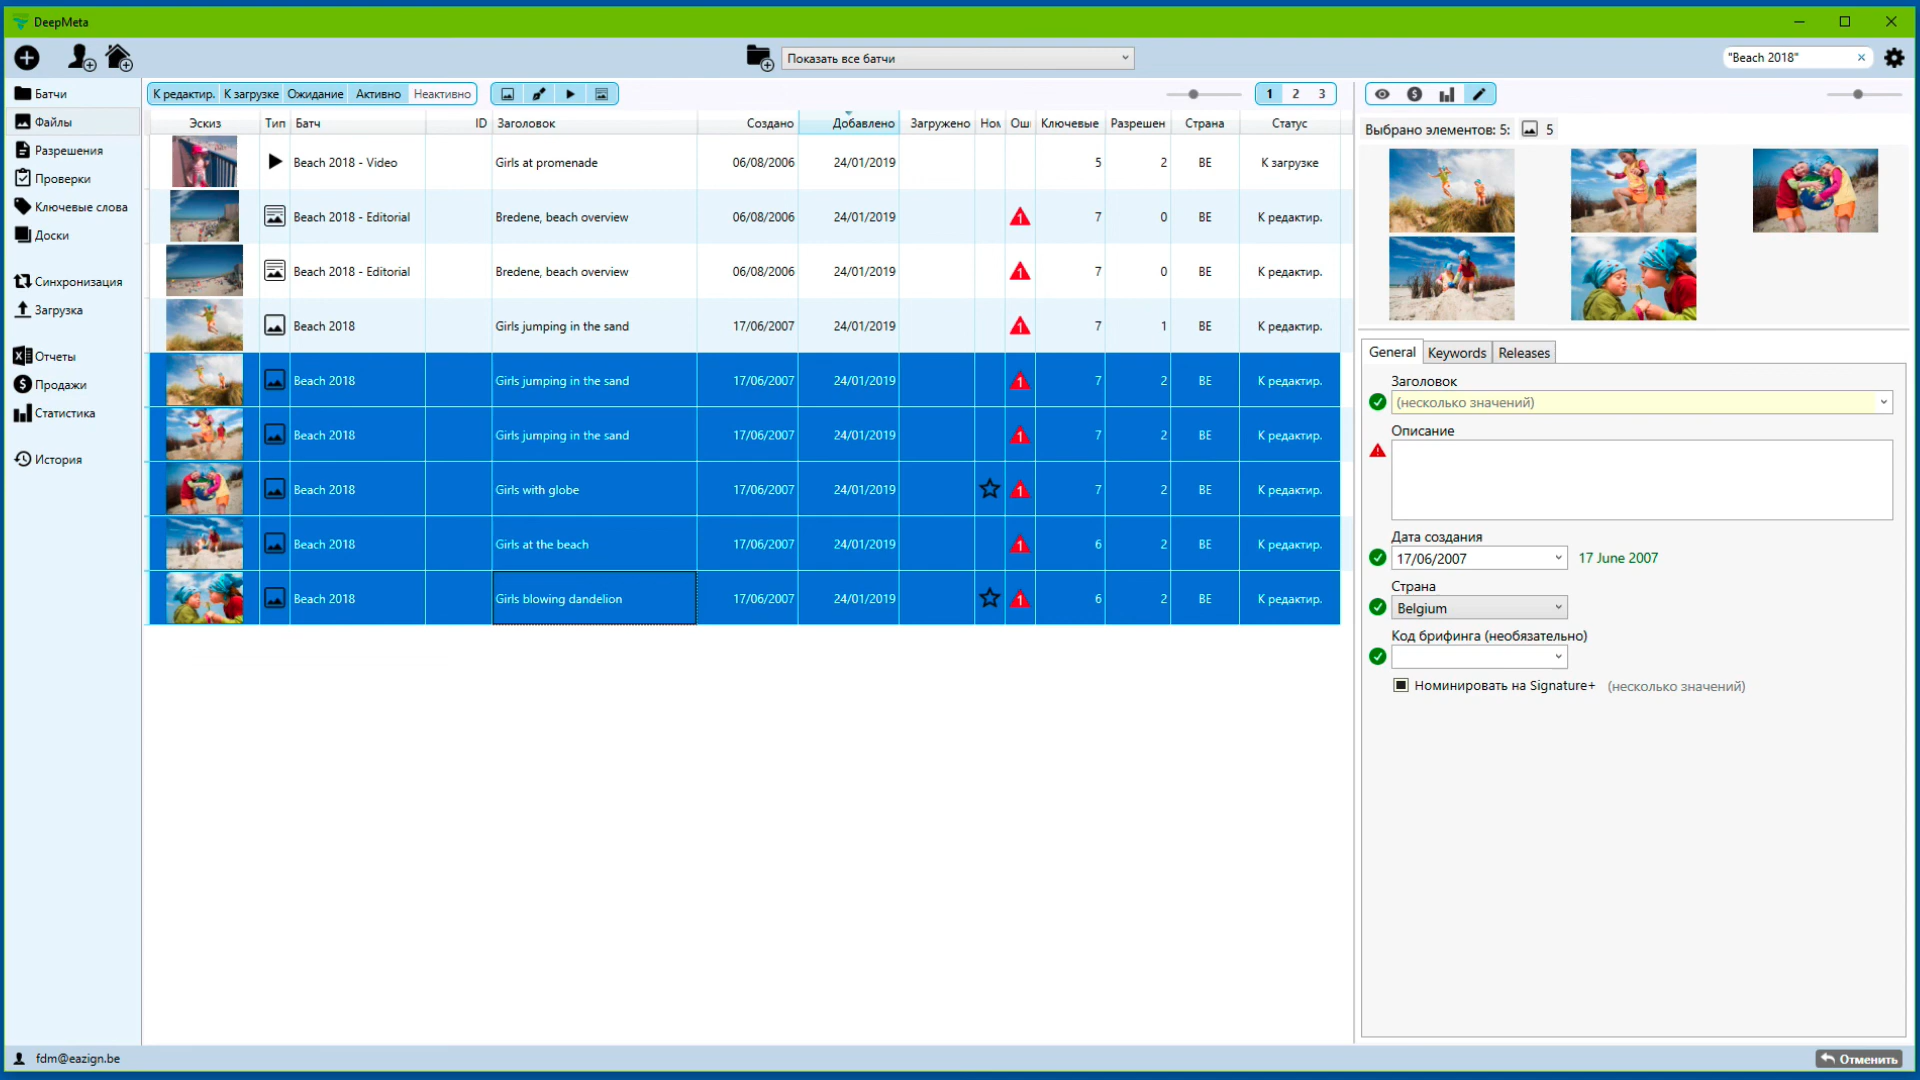 DeepMeta
Показать все батчи
"Beach 2018"
Батчи
Файлы
Разрешения
Проверки
Ключевые слова
Доски
Синхронизация
Загрузка
Отчеты
Продажи
Статистика
История
К редактир. К загрузке Ожидание Активно Неактивно
1 2 3
Эскиз Тип Батч ID Заголовок Создано Добавлено Загружено Ном Оши Ключевые Разрешен Страна Статус
Beach 2018 - Video Girls at promenade 06/08/2006 24/01/2019 5 2 BE К загрузке
Beach 2018 - Editorial Bredene, beach overview 06/08/2006 24/01/2019 1 7 0 BE К редактир.
Beach 2018 - Editorial Bredene, beach overview 06/08/2006 24/01/2019 1 7 0 BE К редактир.
Beach 2018 Girls jumping in the sand 17/06/2007 24/01/2019 1 7 1 BE К редактир.
Beach 2018 Girls jumping in the sand 17/06/2007 24/01/2019 1 7 2 BE К редактир.
Beach 2018 Girls jumping in the sand 17/06/2007 24/01/2019 1 7 2 BE К редактир.
Beach 2018 Girls with globe 17/06/2007 24/01/2019 1 7 2 BE К редактир.
Beach 2018 Girls at the beach 17/06/2007 24/01/2019 1 6 2 BE К редактир.
Beach 2018 Girls blowing dandelion 17/06/2007 24/01/2019 1 6 2 BE К редактир.
Выбрано элементов: 5: 5
General Keywords Releases
Заголовок
(несколько значений)
Описание
Дата создания
17/06/2007 17 June 2007
Страна
Belgium
Код брифинга (необязательно)
Номинировать на Signature+ (несколько значений)
fdm@eazign.be
Отменить